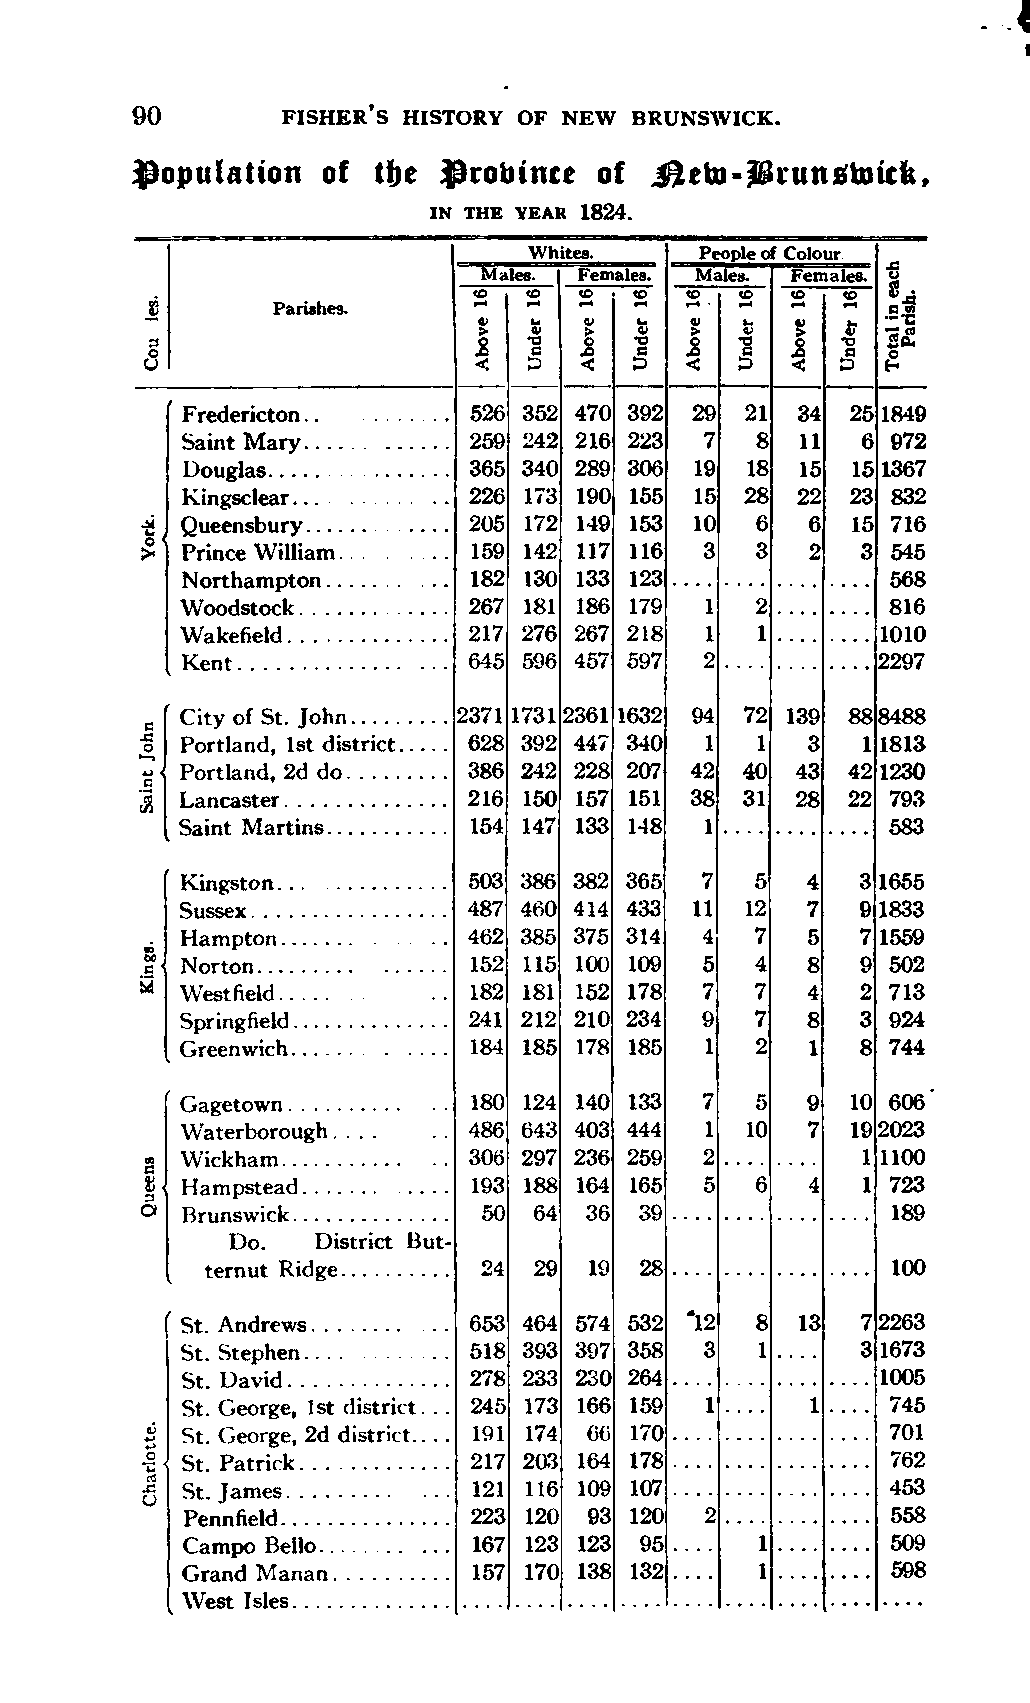 90 FISHER'S HISTORY OF NEW BRUNSWICK.
Population of the Province of New-Brunswick,
IN THE YEAR 1824.
Whites. People of Colour
Males. Females. Males. Females.
Cou ies. Parishes. Above 16 Under 16 Above 16 Under 16 Above 16 Under 16 Above 16 Under 16 Total in each Parish.
York.
Fredericton.. ........ 526 352 470 392 29 21 34 25 1849
Saint Mary........... 259 242 216 223 7 8 11 6 972
Douglas.............. 365 340 289 306 19 18 15 15 1367
Kingsclear... .. 226 173 190 155 15 28 22 23 832
Queensbury...... .... 205 172 149 153 10 6 6 15 716
Prince William. ... 159 142 117 116 3 3 2 3 545
Northampton....... .. 182 130 133 123 .... .... .... .... 568
Woodstock............ 267 181 186 179 1 2 .... .... 816
Wakefield.............. 217 276 267 218 1 1 .... .... 1010
Kent.............. ... 645 596 457 597 2 .... .... .... 2297
Saint John
City of St. John......... 2371 1731 2361 1632 94 72 139 88 8488
Portland, 1st district..... 628 392 447 340 1 1 3 1 1813
Portland, 2d do......... 386 242 228 207 42 40 43 42 1230
Lancaster.............. 216 150 157 151 38 31 28 22 793
Saint Martins........... 154 147 133 148 1 .... .... .... 583
Kings.
Kingston... ............ 503 386 382 365 7 5 4 3 1655
Sussex................. 487 460 414 433 11 12 7 9 1833
Hampton....... .. 462 385 375 314 4 7 5 7 1559
Norton......... ...... 152 115 100 109 5 4 8 9 502
Westfield..... .. 182 181 152 178 7 7 4 2 713
Springfield.............. 241 212 210 234 9 7 8 3 924
Greenwich....... . .... 184 185 178 185 1 2 1 8 744
Queens
Gagetown.......... .. 180 124 140 133 7 5 9 10 606
Waterborough.... .. 486 643 403 444 1 10 7 19 2023
Wickham........... .. 306 297 236 259 2 .... .... 1 1100
Hampstead....... .... 193 188 164 165 5 6 4 1 723
Brunswick.............. 50 64 36 39 .... .... .... .... 189
Do. District But-
ternut Ridge.......... 24 29 19 28 .... .... .... .... 100
Charlotte.
St. Andrews........ ... 653 464 574 532 12 8 13 7 2263
St. Stephen.... ... 518 393 397 358 3 1 .... 3 1673
St. David.............. 278 233 230 264 .... .... .... .... 1005
St. George, 1st district... 245 173 166 159 1 .... 1 .... 745
St. George, 2d district.... 191 174 66 170 .... .... .... .... 701
St. Patrick............. 217 203 164 178 .... .... .... .... 762
St. James......... ... 121 116 109 107 .... .... .... .... 453
Pennfield............... 223 120 93 120 2 .... .... .... 558
Campo Bello....... ... 167 123 123 95 .... 1 .... .... 509
Grand Manan.......... 157 170 138 132 .... 1 .... .... 598
West Isles.............. .... .... .... .... .... .... .... .... ....